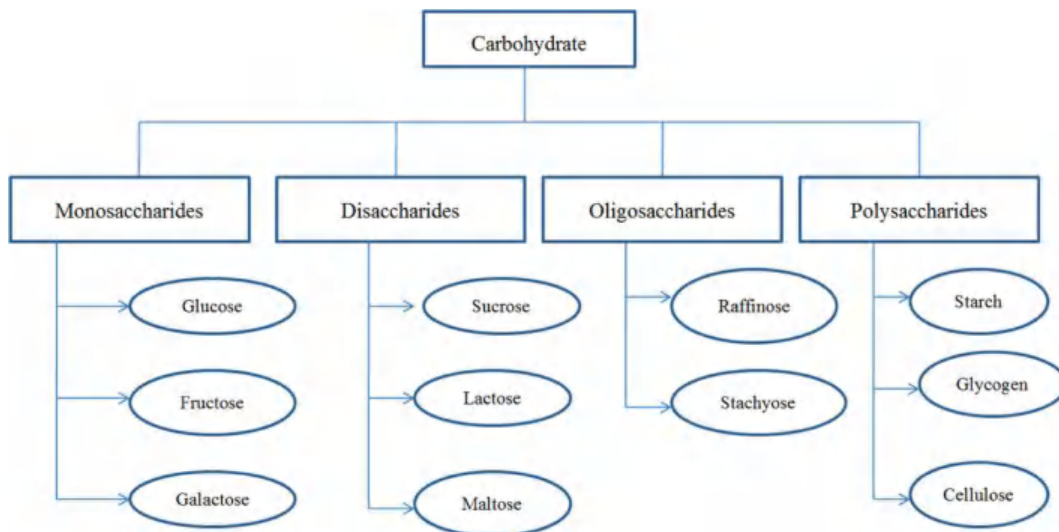 Carbohydrate
Monosaccharides
Disaccharides
Oligosaccharides
Polysaccharides
Glucose
Sucrose
Raffinose
Starch
Fructose
Lactose
Stachyose
Glycogen
Galactose
Maltose
Cellulose